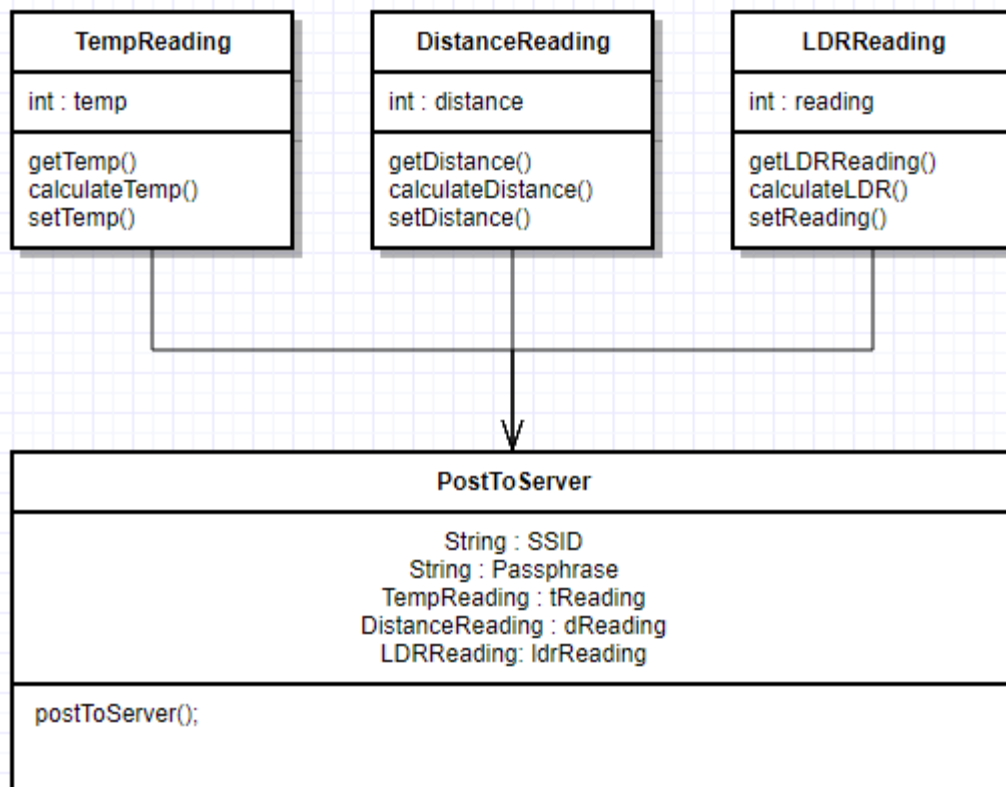 TempReading
int : temp
getTemp()
calculateTemp()
setTemp()
DistanceReading
int : distance
getDistance()
calculateDistance()
setDistance()
LDRReading
int : reading
getLDRReading()
calculateLDR()
setReading()
PostToServer
String : SSID
String : Passphrase
TempReading : tReading
DistanceReading : dReading
LDRReading: ldrReading
postToServer();